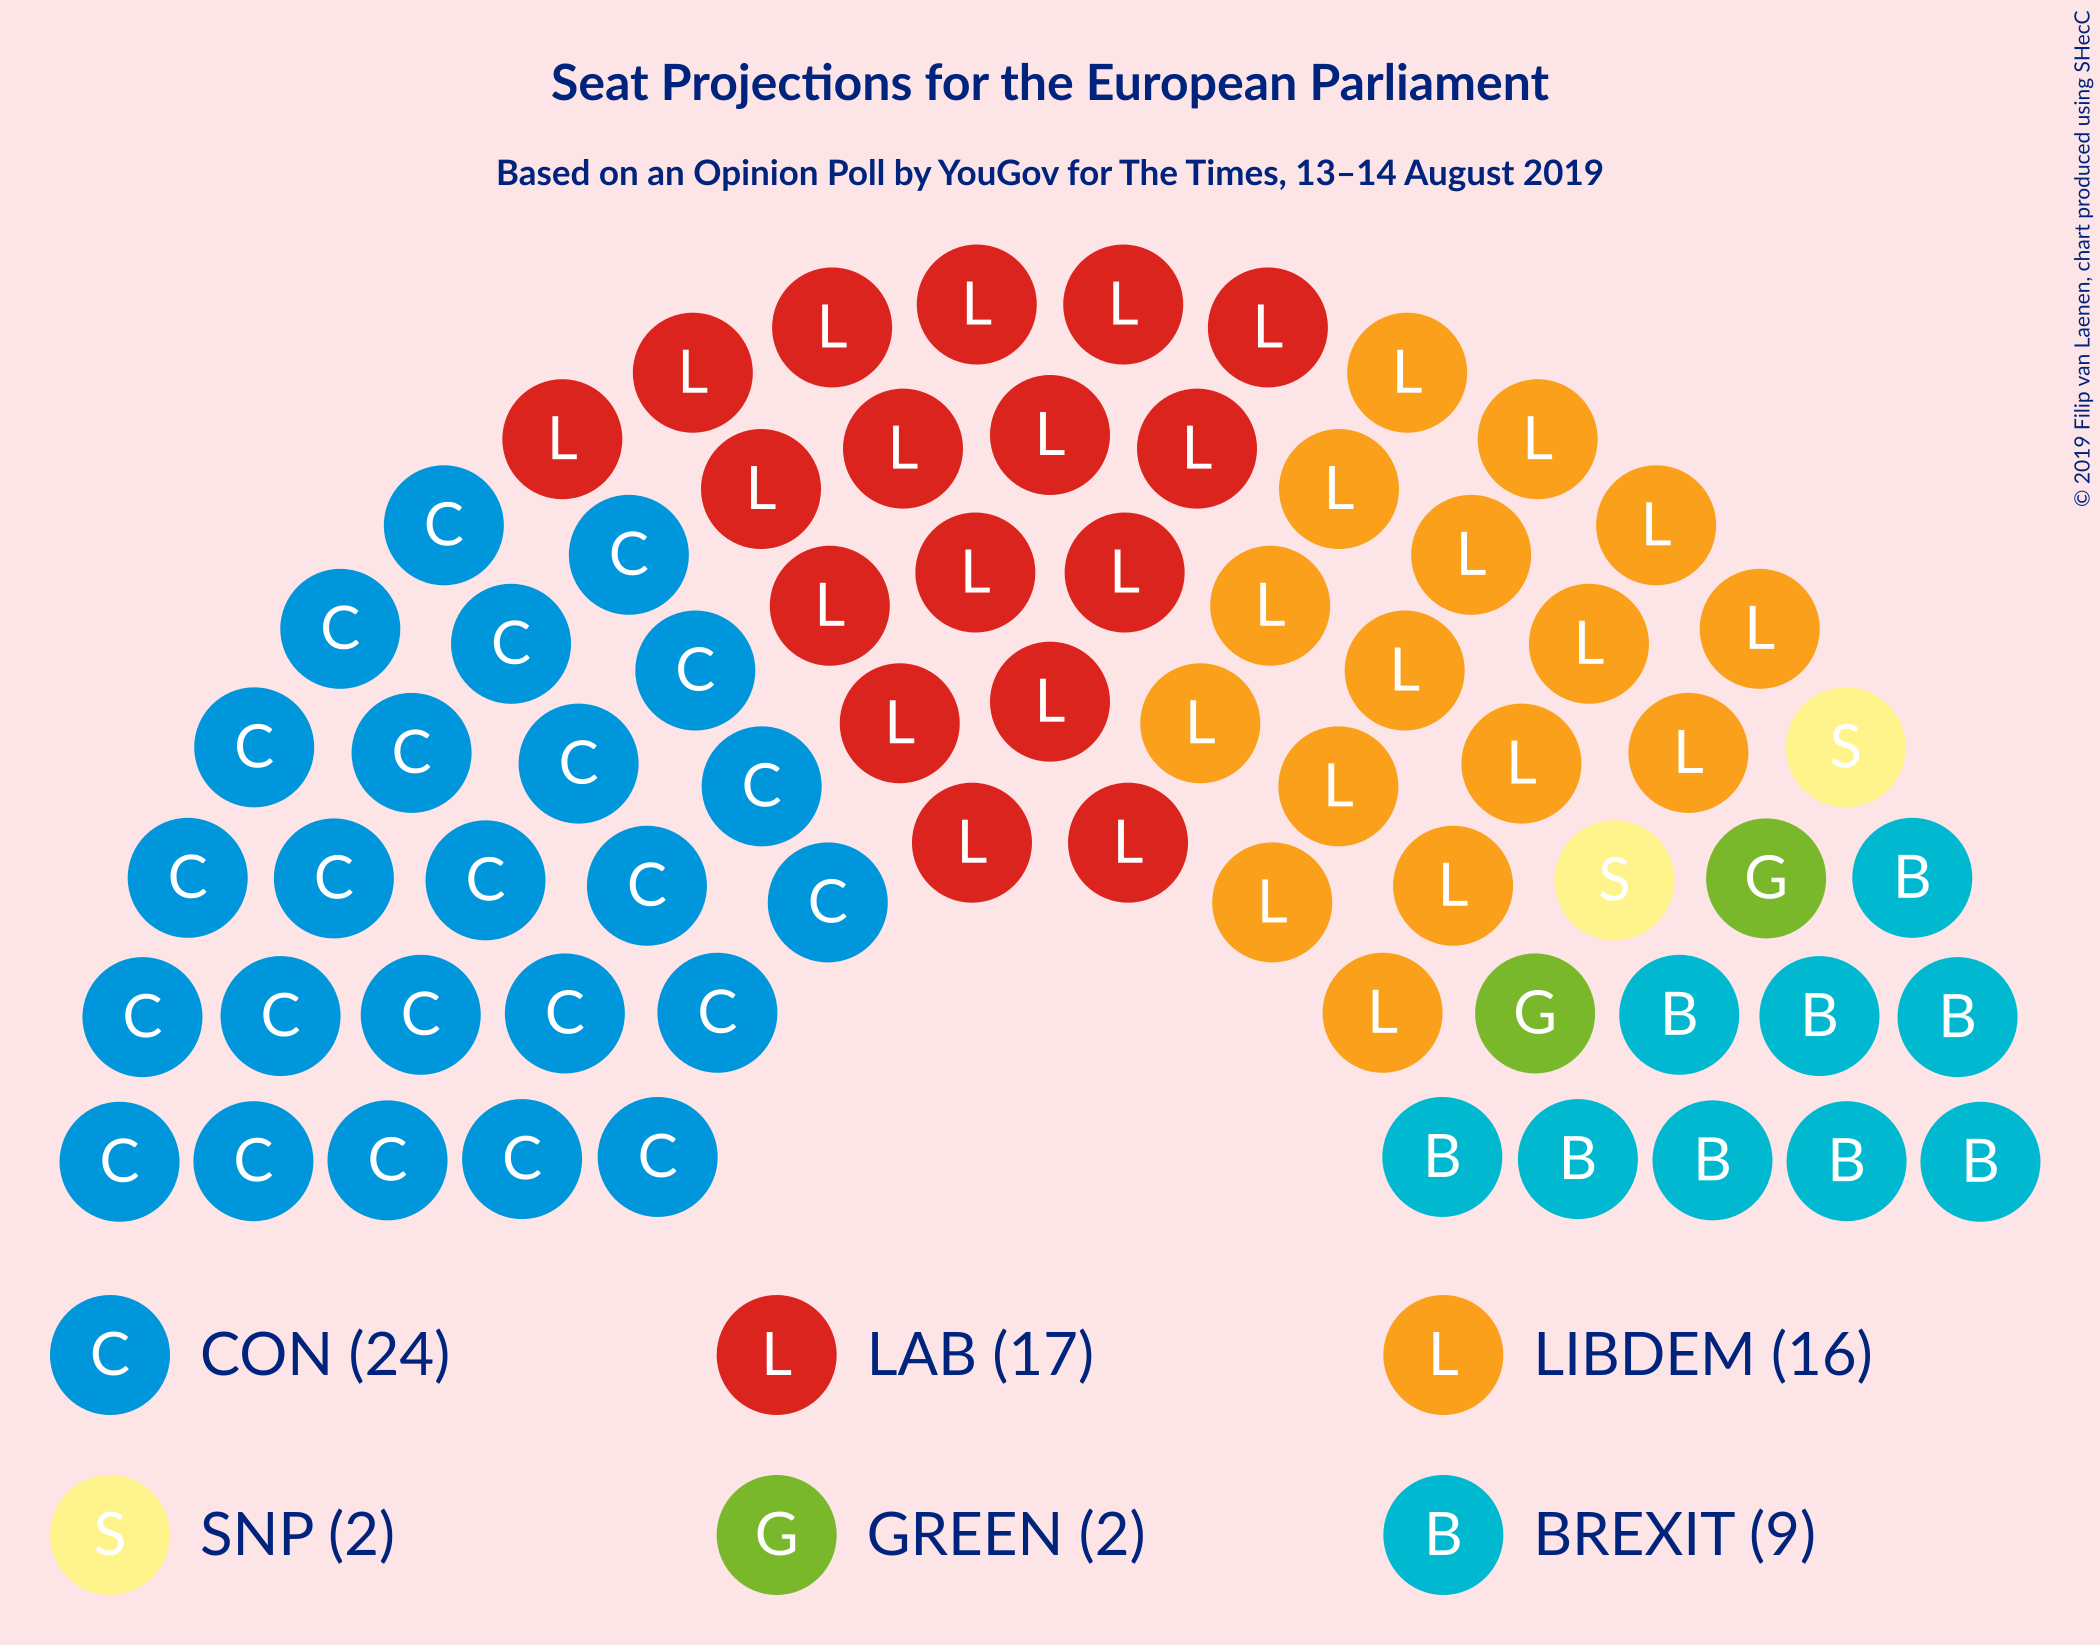 Seat Projections for the European Parliament
Based on an Opinion Poll by YouGov for The Times, 13–14 August 2019
© 2019 Filip van Laenen, chart produced using SHecC
L L L L
L L
L L L
L L
C L L L L
C C L L L
C C L L L L L
C L L L
C C C L L L L S
C L L L
L L
C C C C L L S G B
C L
C C C C C L G B B B
C C C C C B B B B B
C CON (24) L LAB (17) L LIBDEM (16)
S SNP (2) G GREEN (2) B BREXIT (9)